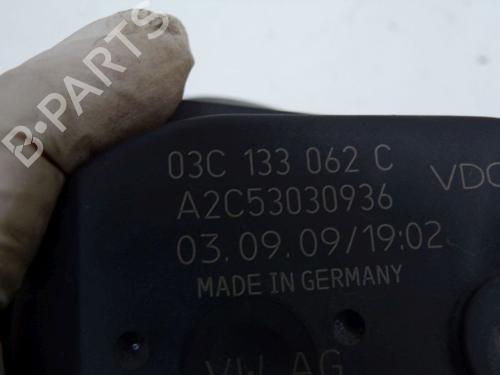 B-PARTS
03C 133 062 C
VDO
A2C53030936
03.09.09/19:02
MADE IN GERMANY
VW AG